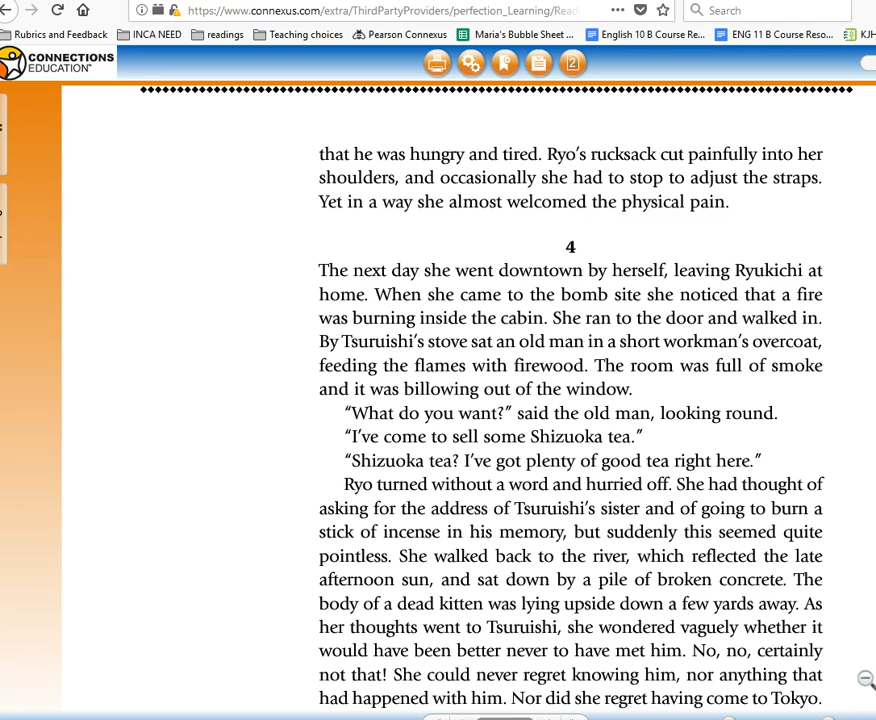 https://www.connexus.com/extra/ThirdPartyProviders/perfection_Learning/Read
Search
Rubrics and Feedback INCA NEED readings Teaching choices Pearson Connexus Maria's Bubble Sheet ... English 10 B Course Re... ENG 11 B Course Reso... KJH
CONNECTIONS
EDUCATION
2
that he was hungry and tired. Ryo's rucksack cut painfully into her
shoulders, and occasionally she had to stop to adjust the straps.
Yet in a way she almost welcomed the physical pain.
4
The next day she went downtown by herself, leaving Ryukichi at
home. When she came to the bomb site she noticed that a fire
was burning inside the cabin. She ran to the door and walked in.
By Tsuruishi's stove sat an old man in a short workman's overcoat,
feeding the flames with firewood. The room was full of smoke
and it was billowing out of the window.
"What do you want?" said the old man, looking round.
"I've come to sell some Shizuoka tea."
"Shizuoka tea? I've got plenty of good tea right here."
Ryo turned without a word and hurried off. She had thought of
asking for the address of Tsuruishi's sister and of going to burn a
stick of incense in his memory, but suddenly this seemed quite
pointless. She walked back to the river, which reflected the late
afternoon sun, and sat down by a pile of broken concrete. The
body of a dead kitten was lying upside down a few yards away. As
her thoughts went to Tsuruishi, she wondered vaguely whether it
would have been better never to have met him. No, no, certainly
not that! She could never regret knowing him, nor anything that
had happened with him. Nor did she regret having come to Tokyo.